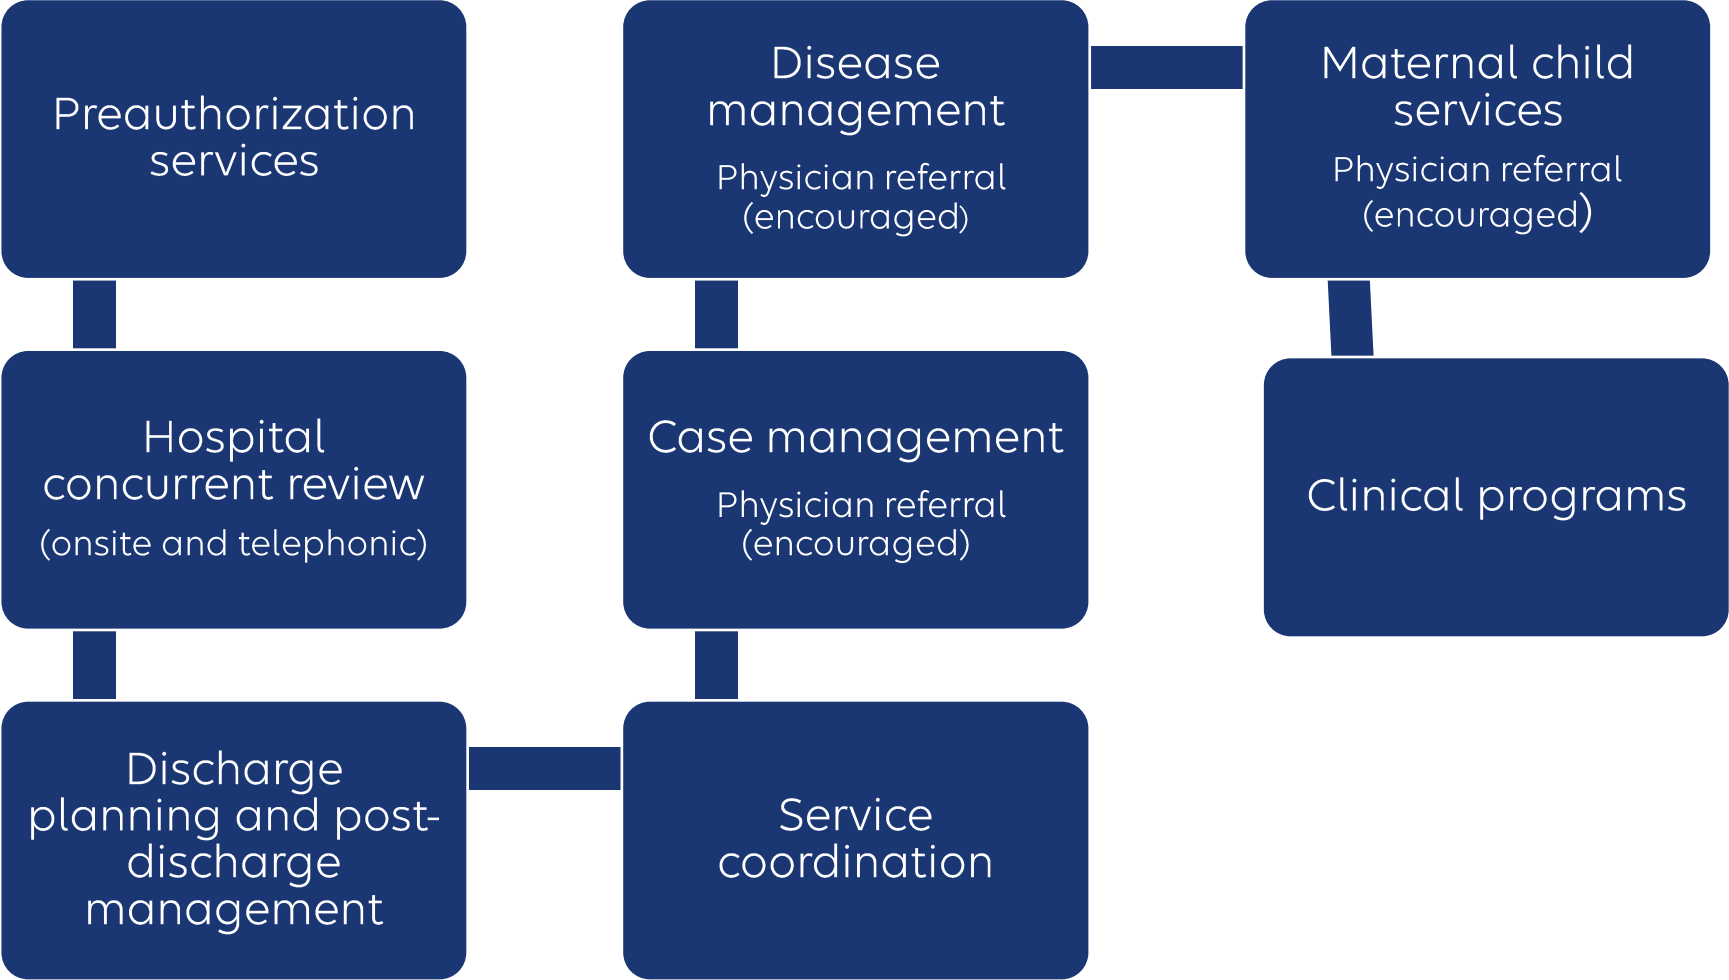 Preauthorization
services
Hospital
concurrent review
(onsite and telephonic)
Discharge
planning and post-
discharge
management
Service
coordination
Case management
Physician referral
(encouraged)
Disease
management
Physician referral
(encouraged)
Maternal child
services
Physician referral
(encouraged)
Clinical programs